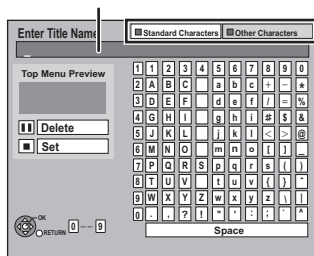 Enter Title Name
Standard Characters
Other Characters
Top Menu Preview
Delete
Set
1 1 2 3 4 5 6 7 8 9 0
2 A B C a b c + − *
3 D E F d e f / = %
4 G H I g h i # $ &
5 J K L j k l < > @
6 M N O m n o [ ] _
7 P Q R S p q r s ( )
8 T U V t u v { }
9 W X Y Z w x y z \ |
0 . , ? ! " ' : ; ` ^
Space
OK
RETURN
0 -- 9